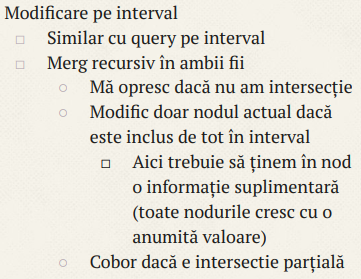 Modificare pe interval
Similar cu query pe interval
Merg recursiv în ambii fii
Mă opresc dacă nu am intersecție
Modific doar nodul actual dacă
este inclus de tot în interval
Aici trebuie să ținem în nod
o informație suplimentară
(toate nodurile cresc cu o
anumită valoare)
Cobor dacă e intersectie parțială